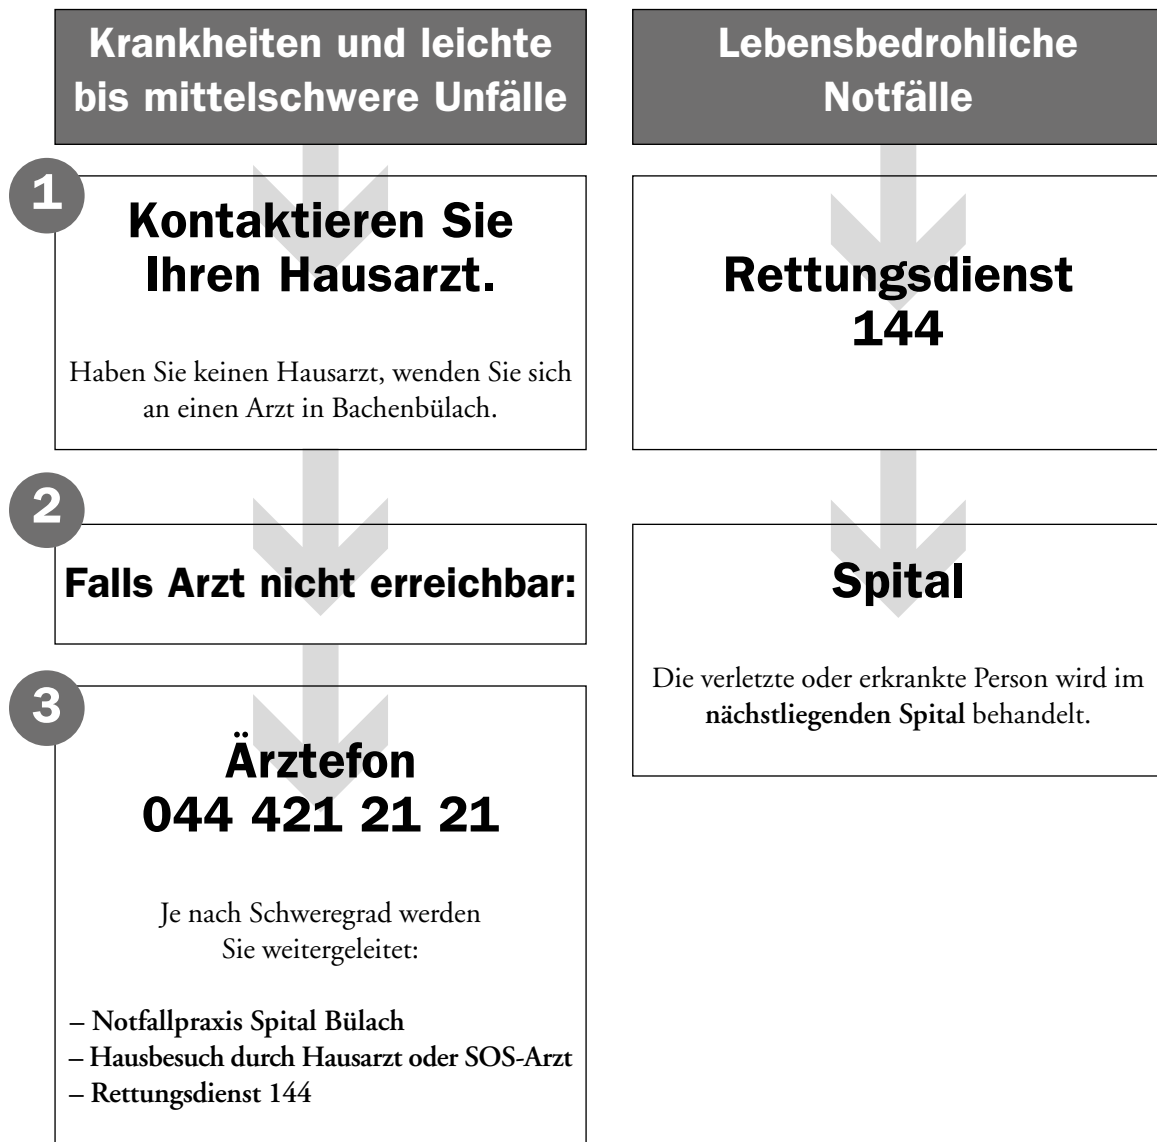 Krankheiten und leichte
bis mittelschwere Unfälle
1
Kontaktieren Sie
Ihren Hausarzt.
Haben Sie keinen Hausarzt, wenden Sie sich
an einen Arzt in Bachenbülach.
2
Falls Arzt nicht erreichbar:
3
Ärztefon
044 421 21 21
Je nach Schweregrad werden
Sie weitergeleitet:
– Notfallpraxis Spital Bülach
– Hausbesuch durch Hausarzt oder SOS-Arzt
– Rettungsdienst 144
Lebensbedrohliche
Notfälle
Rettungsdienst
144
Spital
Die verletzte oder erkrankte Person wird im
nächstliegenden Spital behandelt.